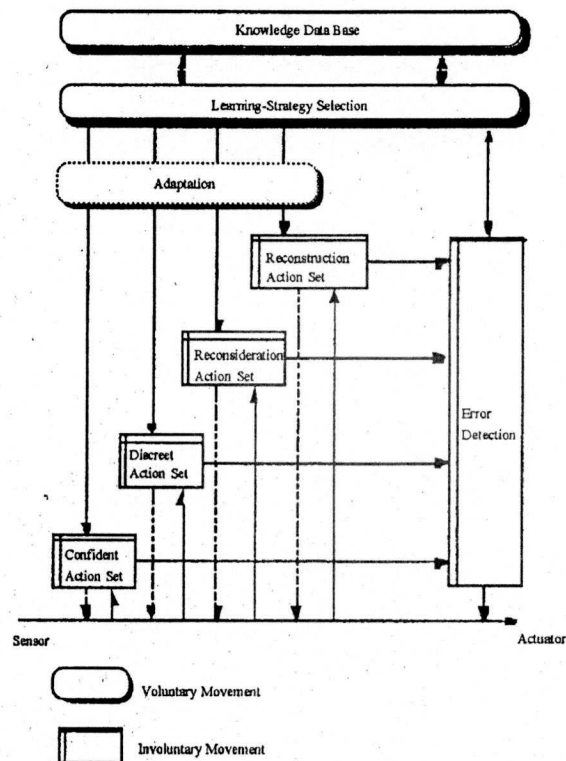 Knowledge Data Base
Learning-Strategy Selection
Adaptation
Reconstruction
Action Set
Reconsideration
Action Set
Error
Detection
Discreet
Action Set
Confident
Action Set
Sensor
Actuator
Voluntary Movement
Involuntary Movement